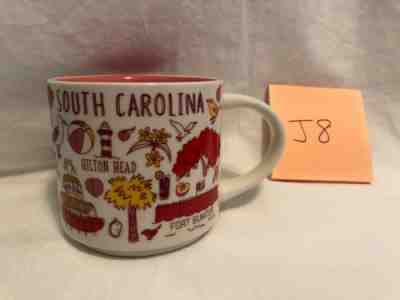 SOUTH CAROLINA
HILTON HEAD
FORT SUMTER
J8